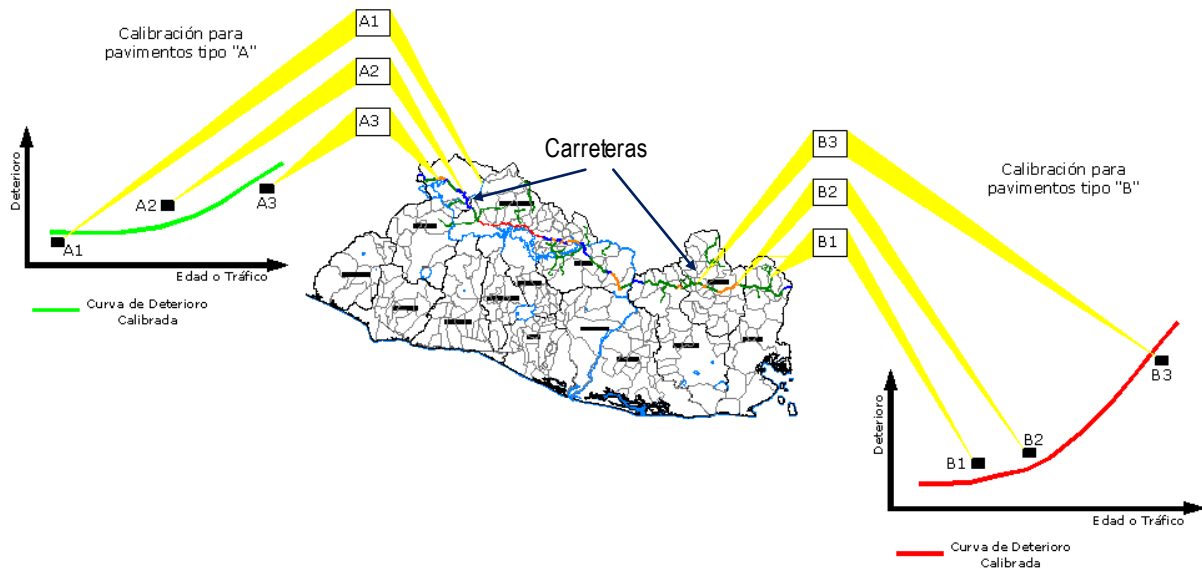 Calibración para
pavimentos tipo "A"
A1
A2
A3
Deterioro
A1
A2
A3
Edad o Tráfico
Curva de Deterioro
Calibrada
Carreteras
B3
B2
B1
Calibración para
pavimentos tipo "B"
Deterioro
B1
B2
B3
Edad o Tráfico
Curva de Deterioro
Calibrada